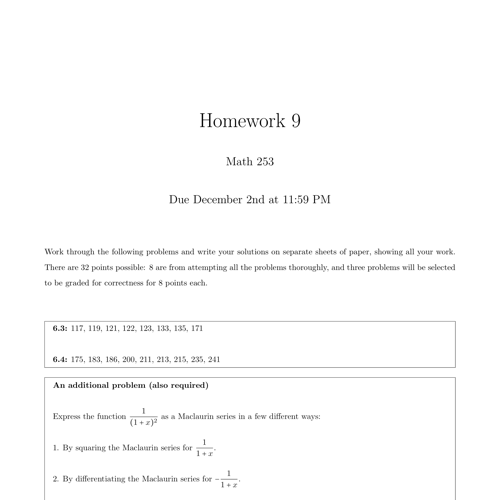 Homework 9
Math 253
Due December 2nd at 11:59 PM
Work through the following problems and write your solutions on separate sheets of paper, showing all your work.
There are 32 points possible: 8 are from attempting all the problems thoroughly, and three problems will be selected
to be graded for correctness for 8 points each.
6.3: 117, 119, 121, 122, 123, 133, 135, 171
6.4: 175, 183, 186, 200, 211, 213, 215, 235, 241
An additional problem (also required)
Express the function 1/(1 + x)² as a Maclaurin series in a few different ways:
1. By squaring the Maclaurin series for 1/(1 + x).
2. By differentiating the Maclaurin series for −1/(1 + x).